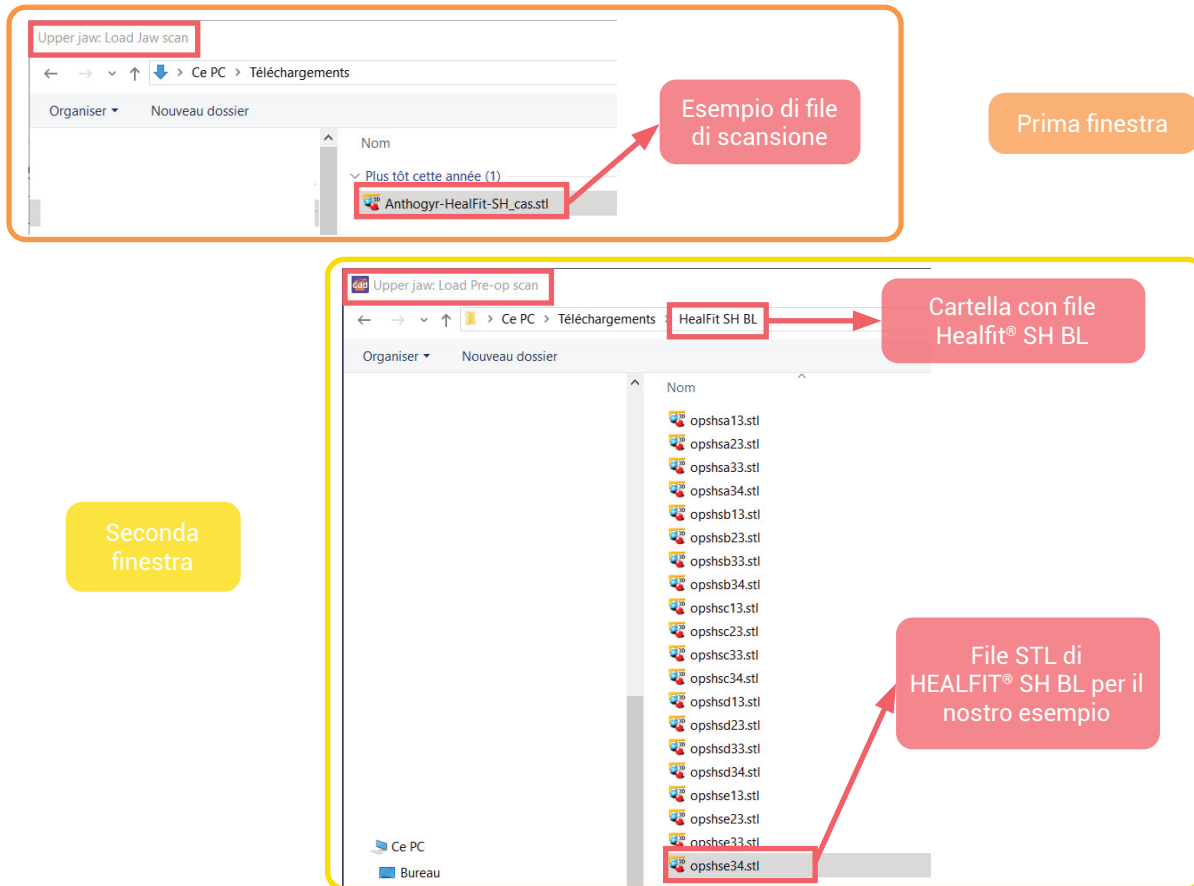 Upper jaw: Load Jaw scan
Ce PC > Téléchargements
Organiser
Nouveau dossier
Nom
Plus tôt cette année (1)
Anthogyr-HealFit-SH_cas.stl
Esempio di file
di scansione
Prima finestra
cad Upper jaw: Load Pre-op scan
Ce PC > Téléchargements > HealFit SH BL
Cartella con file
Healfit® SH BL
Organiser
Nouveau dossier
Nom
opshsa13.stl
opshsa23.stl
opshsa33.stl
opshsa34.stl
opshsb13.stl
opshsb23.stl
opshsb33.stl
opshsb34.stl
opshsc13.stl
opshsc23.stl
opshsc33.stl
opshsc34.stl
opshsd13.stl
opshsd23.stl
opshsd33.stl
opshsd34.stl
opshse13.stl
opshse23.stl
opshse33.stl
opshse34.stl
Seconda
finestra
File STL di
HEALFIT® SH BL per il
nostro esempio
Ce PC
Bureau